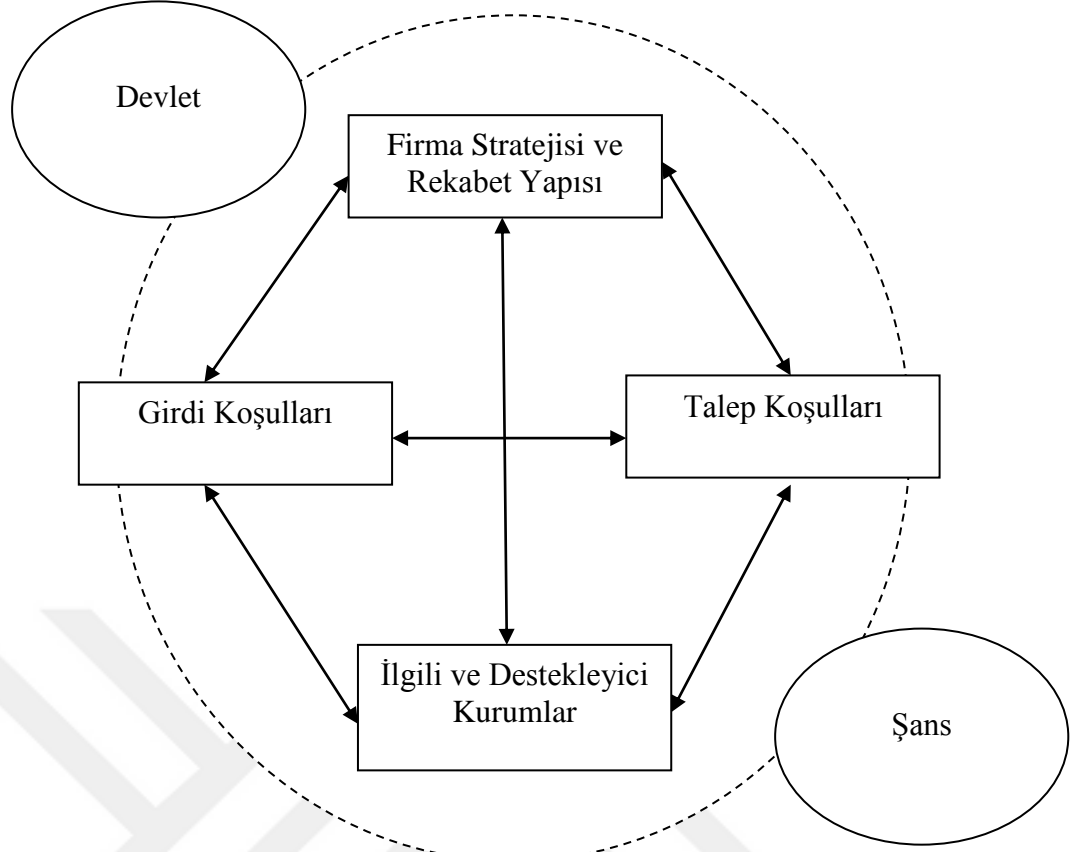 Devlet
Firma Stratejisi ve
Rekabet Yapısı
Girdi Koşulları
Talep Koşulları
İlgili ve Destekleyici
Kurumlar
Şans